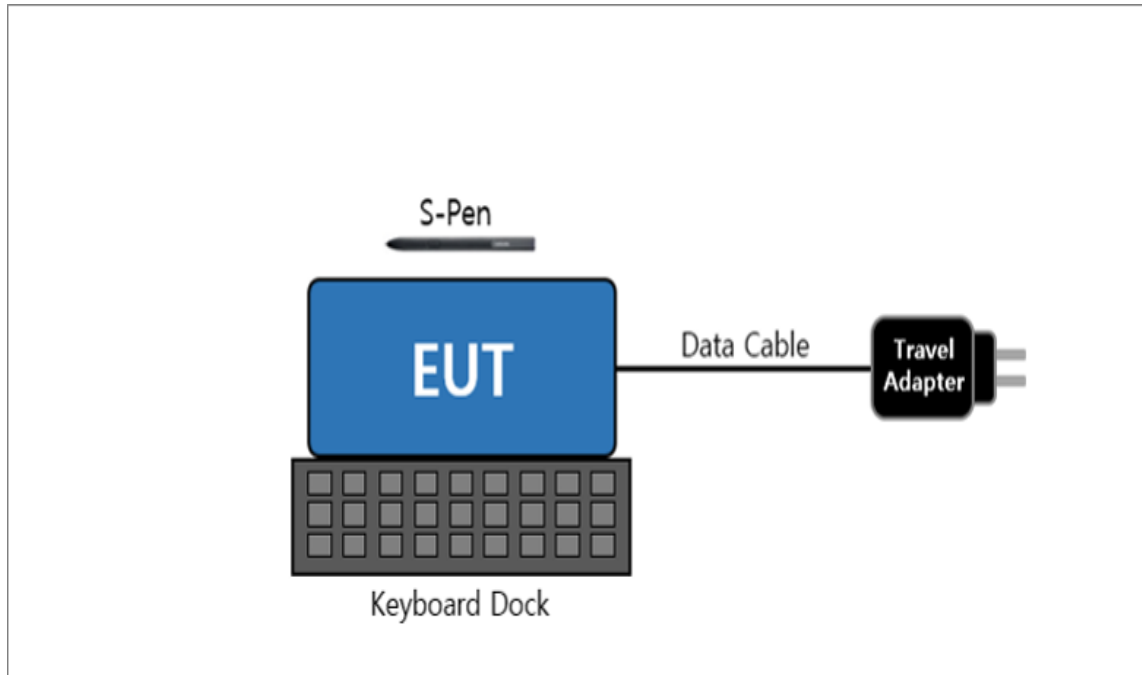 S-Pen
EUT
Data Cable
Travel
Adapter
Keyboard Dock